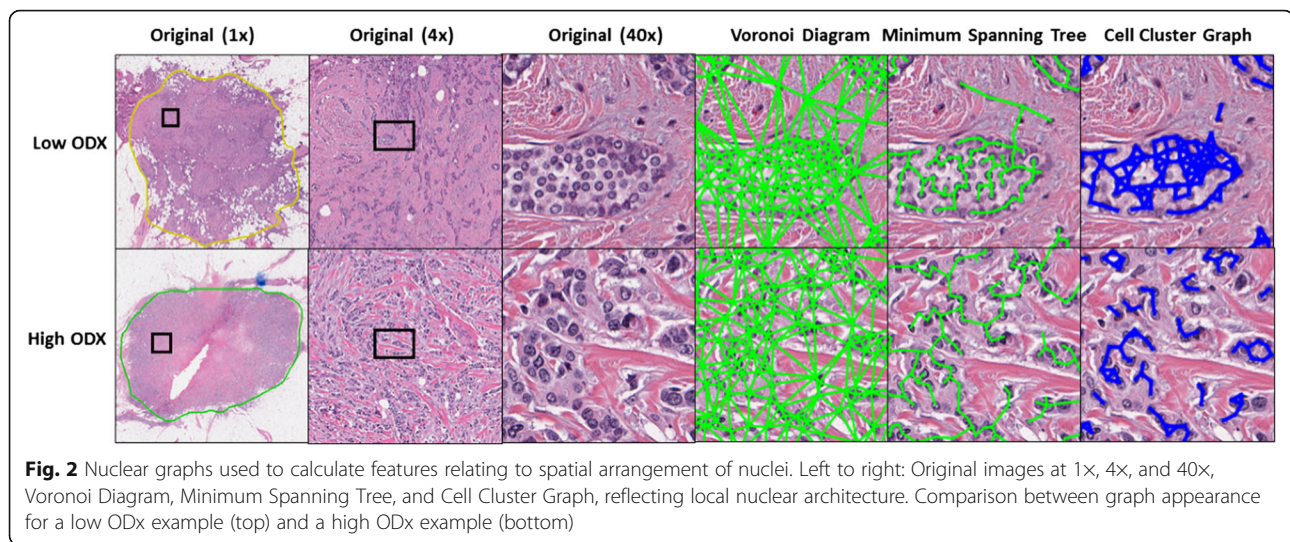 Original (1x) Original (4x) Original (40x) Voronoi Diagram Minimum Spanning Tree Cell Cluster Graph
Low ODX
High ODX
Fig. 2 Nuclear graphs used to calculate features relating to spatial arrangement of nuclei. Left to right: Original images at 1×, 4×, and 40×,
Voronoi Diagram, Minimum Spanning Tree, and Cell Cluster Graph, reflecting local nuclear architecture. Comparison between graph appearance
for a low ODx example (top) and a high ODx example (bottom)